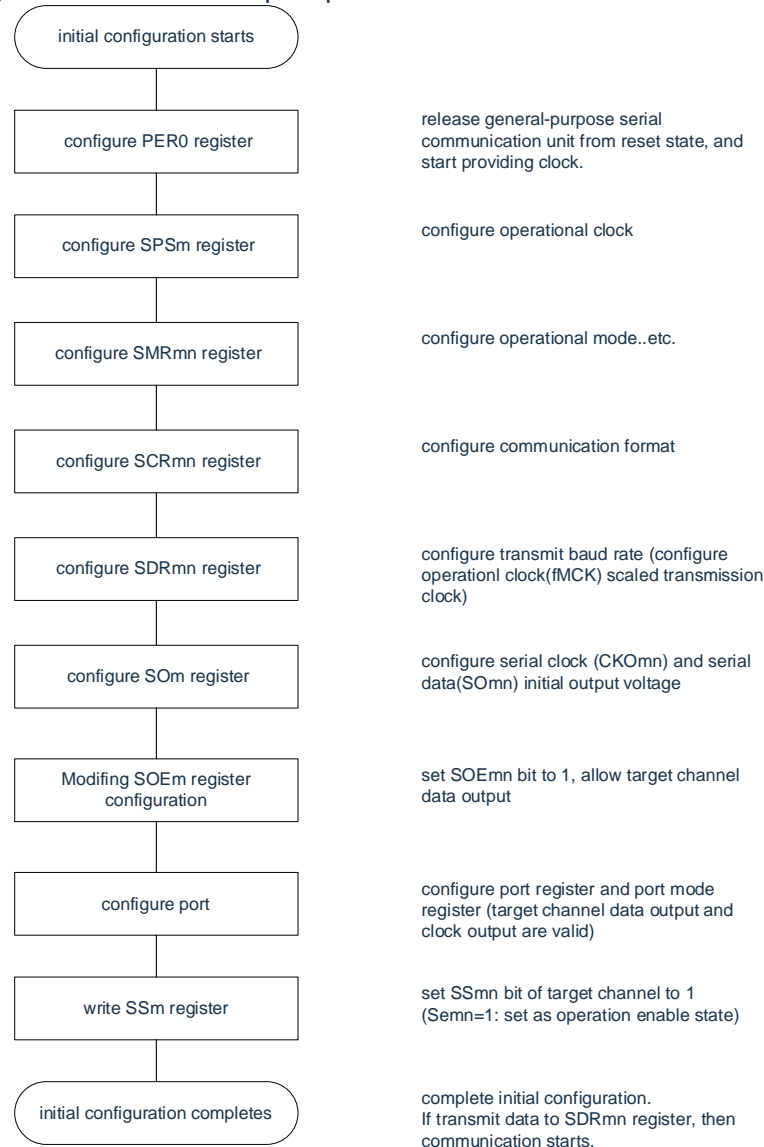 initial configuration starts
configure PER0 register
release general-purpose serial
communication unit from reset state, and
start providing clock.
configure SPSm register
configure operational clock
configure SMRmn register
configure operational mode..etc.
configure SCRmn register
configure communication format
configure SDRmn register
configure transmit baud rate (configure
operationl clock(fMCK) scaled transmission
clock)
configure SOm register
configure serial clock (CKOmn) and serial
data(SOmn) initial output voltage
Modifing SOEm register
configuration
set SOEmn bit to 1, allow target channel
data output
configure port
configure port register and port mode
register (target channel data output and
clock output are valid)
write SSm register
set SSmn bit of target channel to 1
(Semn=1: set as operation enable state)
initial configuration completes
complete initial configuration.
If transmit data to SDRmn register, then
communication starts.